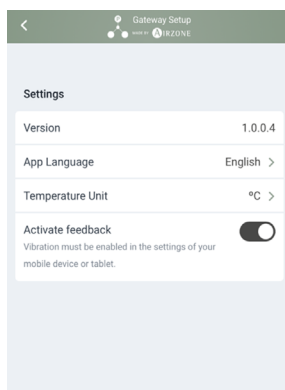 Gateway Setup
MADE BY AIRZONE
Settings
Version 1.0.0.4
App Language English
Temperature Unit ºC
Activate feedback
Vibration must be enabled in the settings of your
mobile device or tablet.